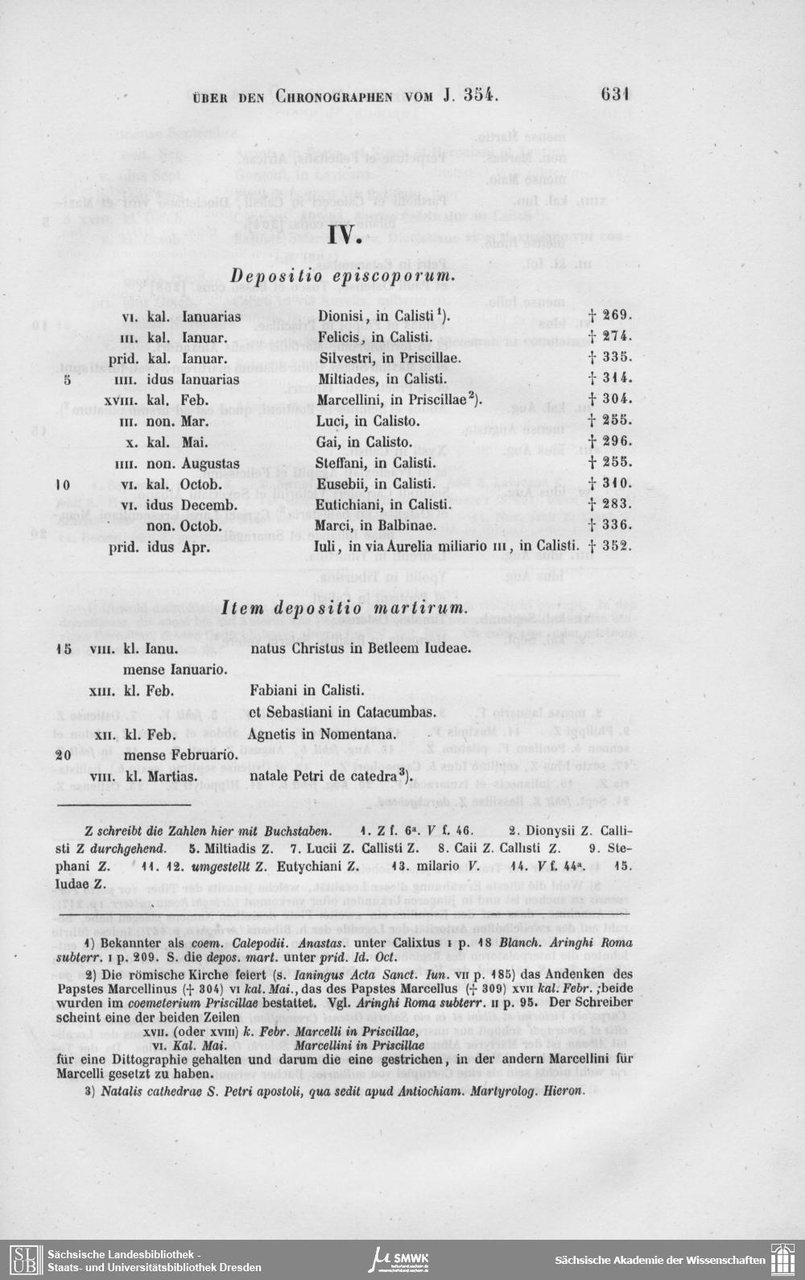 ÜBER DEN CHRONOGRAPHEN VOM J. 354. 631
IV.
Depositio episcoporum.
VI. kal. Ianuarias Dionisi, in Calisti 1). † 269.
III. kal. Ianuar. Felicis, in Calisti. † 274.
prid. kal. Ianuar. Silvestri, in Priscillae. † 335.
5 IIII. idus Ianuarias Miltiades, in Calisti. † 314.
XVIII. kal. Feb. Marcellini, in Priscillae 2). † 304.
III. non. Mar. Luci, in Calisto. † 255.
X. kal. Mai. Gai, in Calisto. † 296.
IIII. non. Augustas Steffani, in Calisti. † 255.
10 VI. kal. Octob. Eusebii, in Calisti. † 310.
VI. idus Decemb. Eutichiani, in Calisti. † 283.
non. Octob. Marci, in Balbinae. † 336.
prid. idus Apr. Iuli, in via Aurelia miliario III, in Calisti. † 352.
Item depositio martirum.
15 VIII. kl. Ianu. natus Christus in Betleem Iudeae.
mense Ianuario.
XIII. kl. Feb. Fabiani in Calisti.
et Sebastiani in Catacumbas.
XII. kl. Feb. Agnetis in Nomentana.
20 mense Februario.
VIII. kl. Martias. natale Petri de catedra 3).
Z schreibt die Zahlen hier mit Buchstaben. 1. Z f. 6a. V f. 46. 2. Dionysii Z. Calli-
sti Z durchgehend. 5. Miltiadis Z. 7. Lucii Z. Callisti Z. 8. Caii Z. Callisti Z. 9. Ste-
phani Z. 11. 12. umgestellt Z. Eutychiani Z. 13. milario V. 14. V f. 44a. 15.
Iudae Z.
1) Bekannter als coem. Calepodii. Anastas. unter Calixtus I p. 18 Blanch. Aringhi Roma
subterr. I p. 209. S. die depos. mart. unter prid. Id. Oct.
2) Die römische Kirche feiert (s. Ianingus Acta Sanct. Iun. VII p. 185) das Andenken des
Papstes Marcellinus († 304) VI kal. Mai., das des Papstes Marcellus († 309) XVII kal. Febr. ; beide
wurden im coemeterium Priscillae bestattet. Vgl. Aringhi Roma subterr. II p. 95. Der Schreiber
scheint eine der beiden Zeilen
XVII. (oder XVIII) k. Febr. Marcelli in Priscillae,
VI. Kal. Mai. Marcellini in Priscillae
für eine Dittographie gehalten und darum die eine gestrichen, in der andern Marcellini für
Marcelli gesetzt zu haben.
3) Natalis cathedrae S. Petri apostoli, qua sedit apud Antiochiam. Martyrolog. Hieron.
SLUB Sächsische Landesbibliothek -
Staats- und Universitätsbibliothek Dresden
SMWK
Sächsische Akademie der Wissenschaften